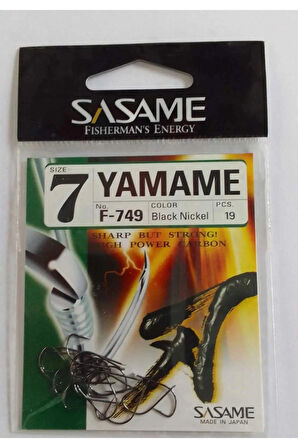 SASAME
FISHERMAN'S ENERGY
SIZE
7
YAMAME
No. F-749
COLOR Black Nickel
PCS. 19
SHARP BUT STRONG!
HIGH POWER CARBON
SASAME
MADE IN JAPAN